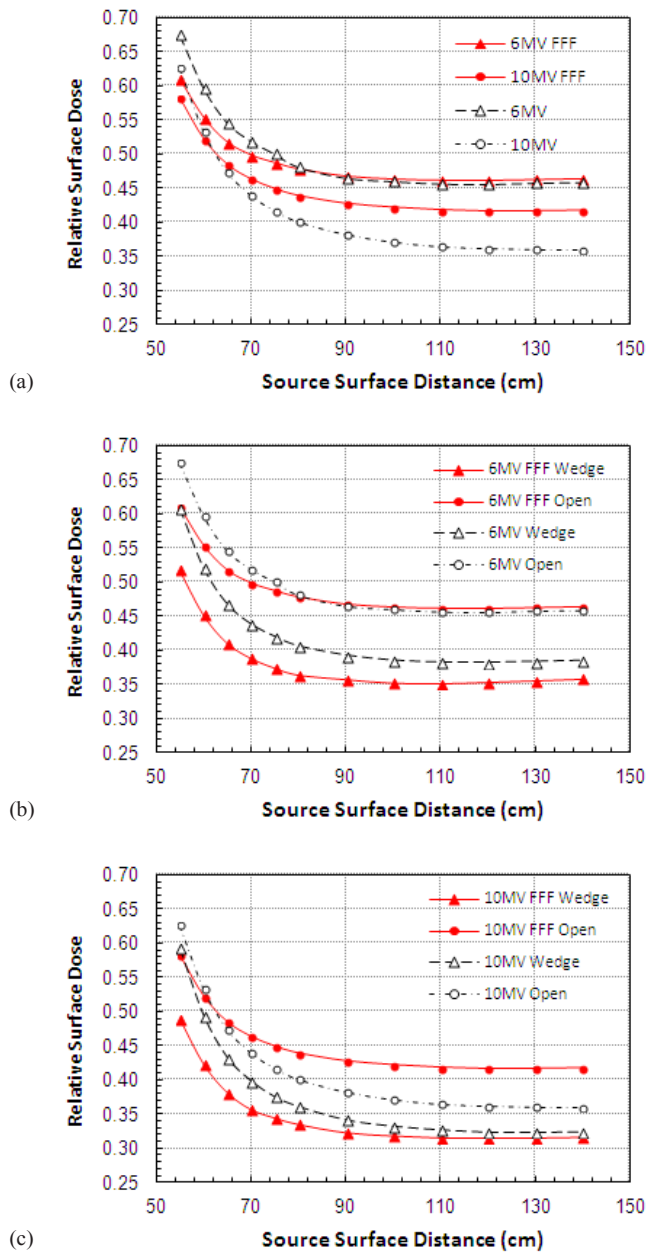 0.70
0.65
0.60
0.55
0.50
0.45
0.40
0.35
0.30
0.25
Relative Surface Dose
6MV FFF
10MV FFF
6MV
10MV
50 70 90 110 130 150
(a) Source Surface Distance (cm)
0.70
0.65
0.60
0.55
0.50
0.45
0.40
0.35
0.30
0.25
Relative Surface Dose
6MV FFF Wedge
6MV FFF Open
6MV Wedge
6MV Open
50 70 90 110 130 150
(b) Source Surface Distance (cm)
0.70
0.65
0.60
0.55
0.50
0.45
0.40
0.35
0.30
0.25
Relative Surface Dose
10MV FFF Wedge
10MV FFF Open
10MV Wedge
10MV Open
50 70 90 110 130 150
(c) Source Surface Distance (cm)